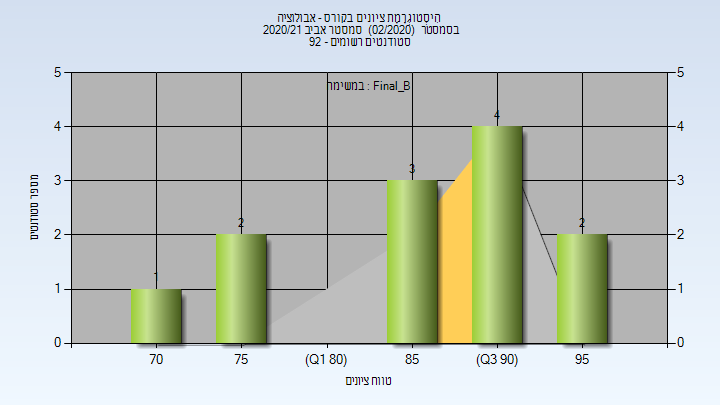 היסטוגרמת ציונים בקורס - אבולוציה
בסמסטר (02/2020) סמסטר אביב 2020/21
סטודנטים רשומים - 92
במשימה : Final_B
5
4
3
2
1
0
5
4
3
2
1
0
מספר סטודנטים
1
2
3
4
2
70
75
(Q1 80)
85
(Q3 90)
95
טווח ציונים